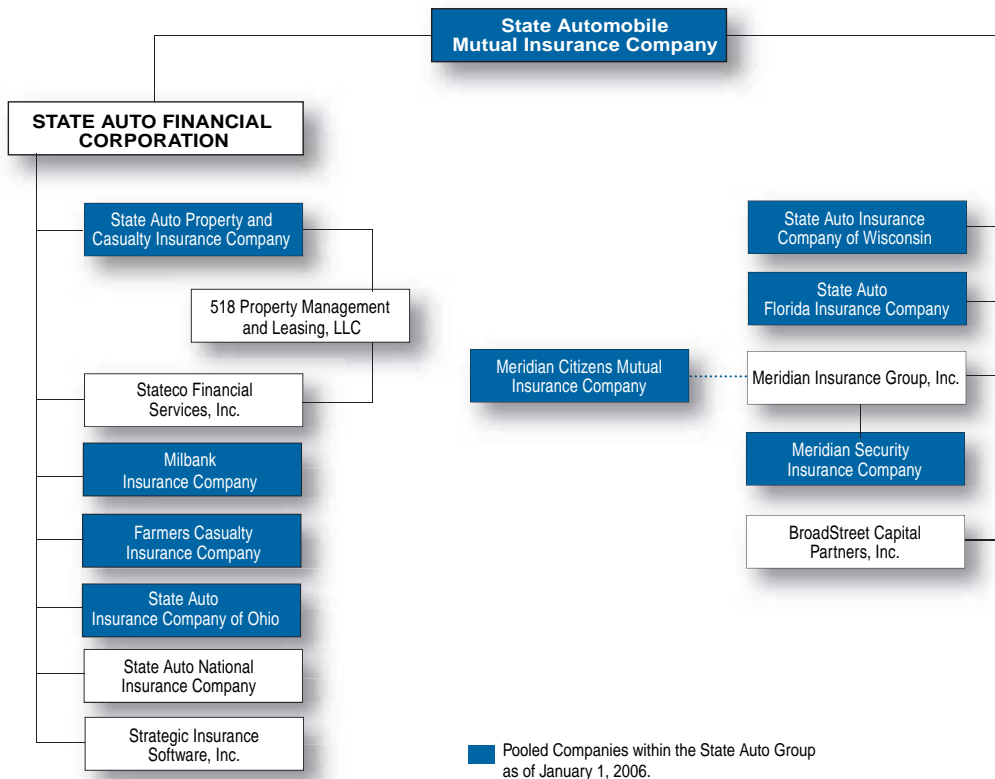 State Automobile
Mutual Insurance Company
STATE AUTO FINANCIAL
CORPORATION
State Auto Property and
Casualty Insurance Company
518 Property Management
and Leasing, LLC
Stateco Financial
Services, Inc.
Milbank
Insurance Company
Farmers Casualty
Insurance Company
State Auto
Insurance Company of Ohio
State Auto National
Insurance Company
Strategic Insurance
Software, Inc.
State Auto Insurance
Company of Wisconsin
State Auto
Florida Insurance Company
Meridian Citizens Mutual
Insurance Company
Meridian Insurance Group, Inc.
Meridian Security
Insurance Company
BroadStreet Capital
Partners, Inc.
Pooled Companies within the State Auto Group
as of January 1, 2006.